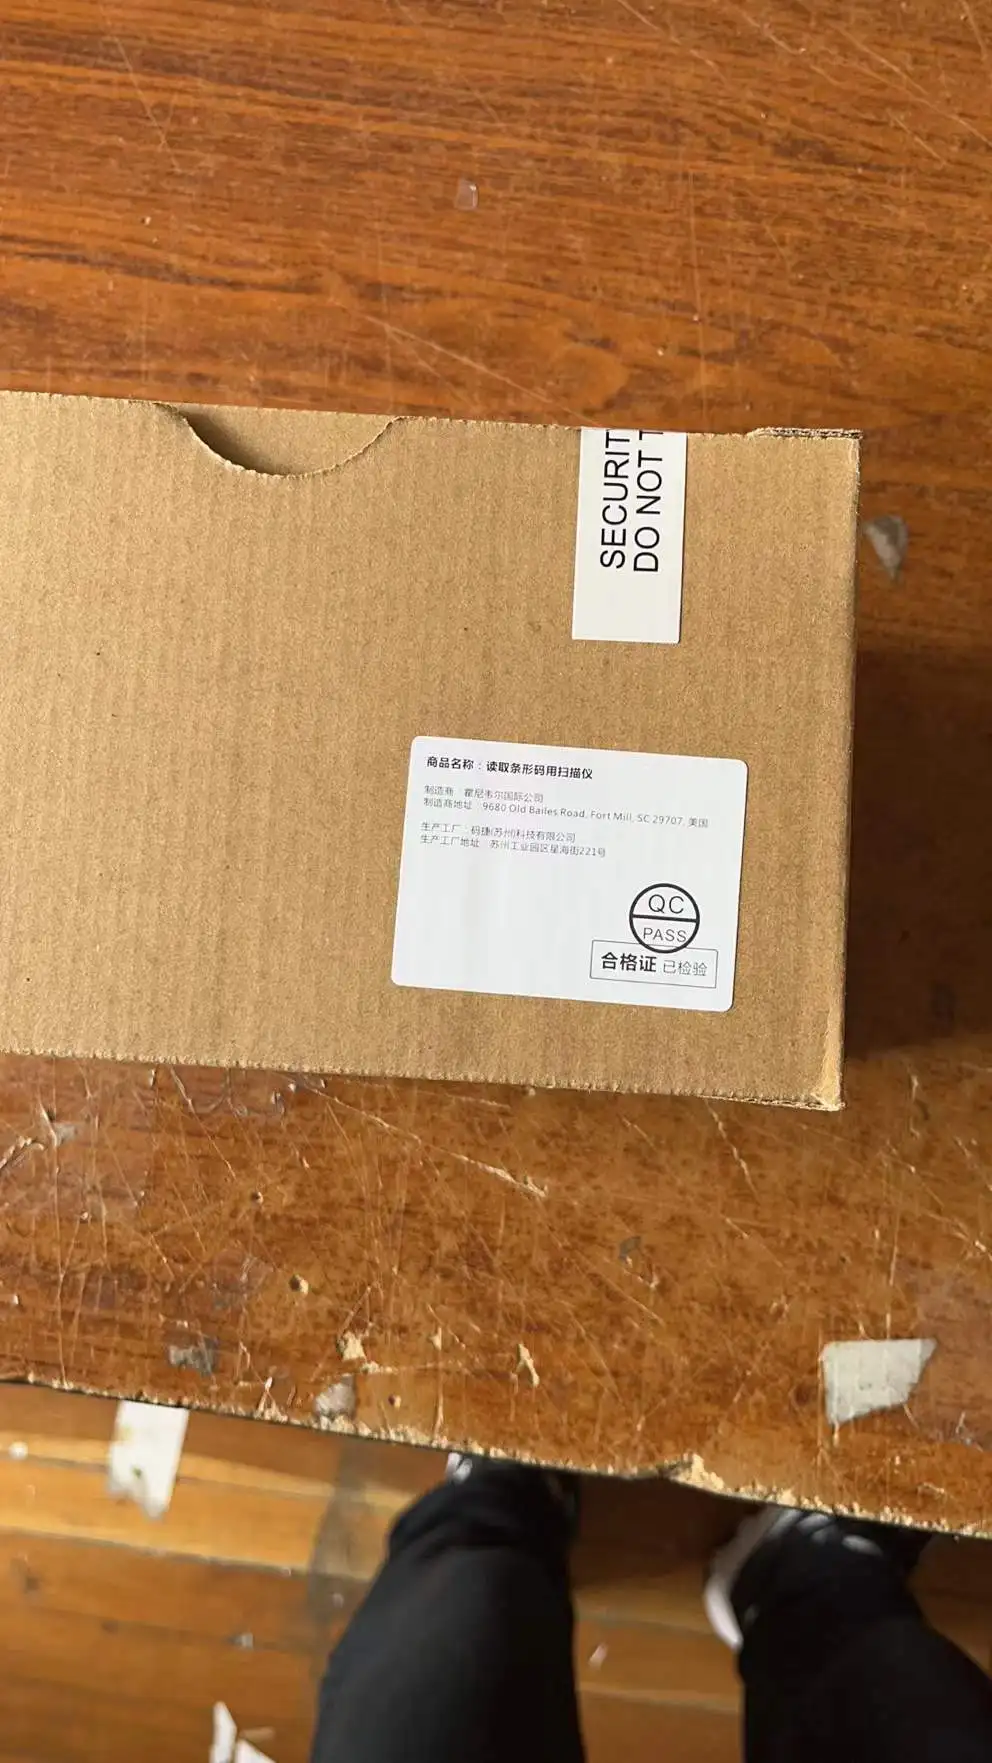 SECURIT
DO NOT T
商品名称：读取条形码用扫描仪
制造商：霍尼韦尔国际公司
制造商地址：9680 Old Bailes Road, Fort Mill, SC 29707, 美国
生产工厂：码捷(苏州)科技有限公司
生产工厂地址：苏州工业园区星海街221号
QC
PASS
合格证 已检验